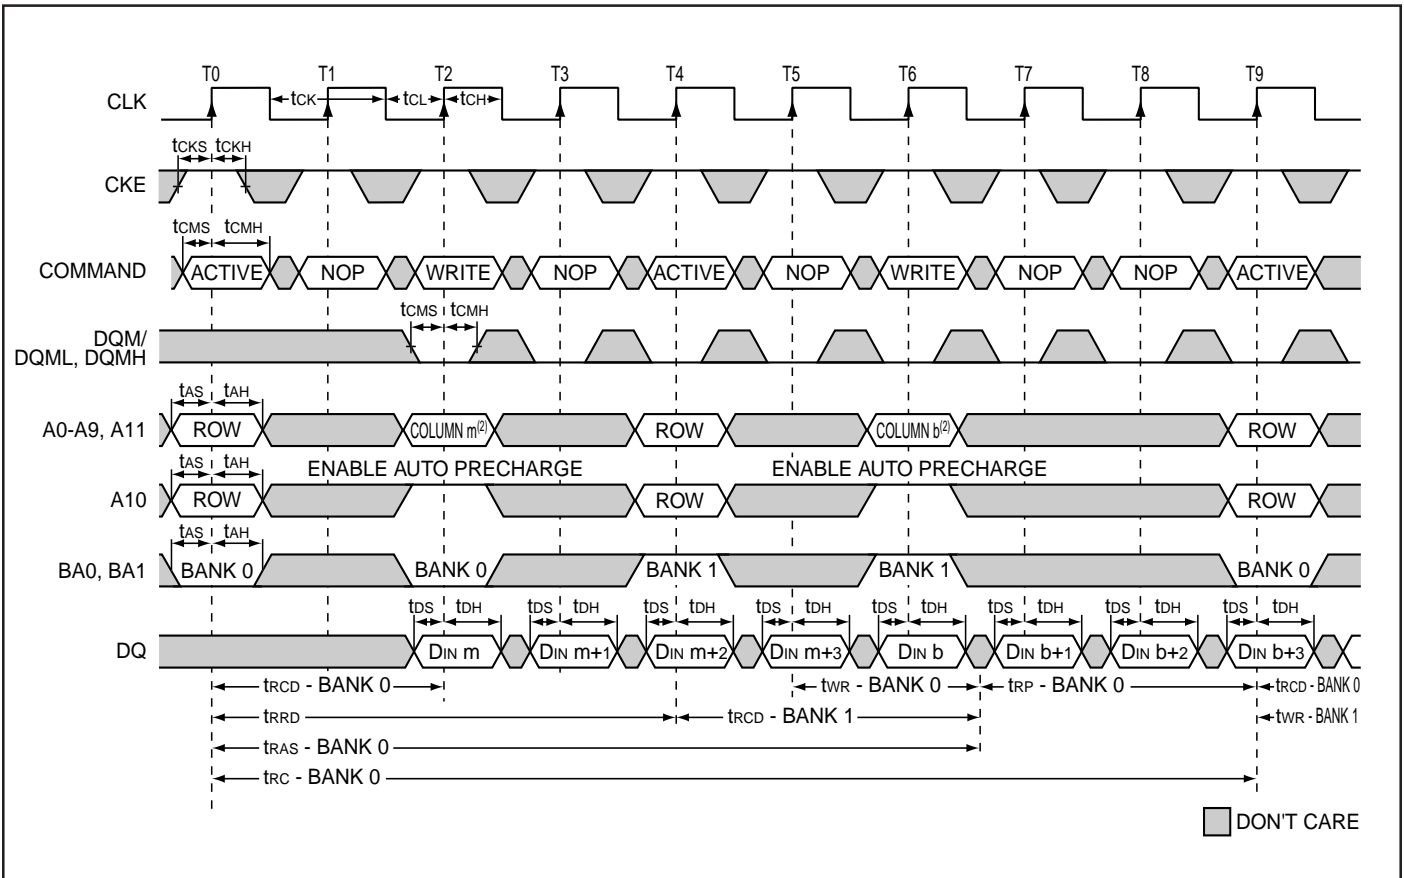 T0 T1 T2 T3 T4 T5 T6 T7 T8 T9
CLK tCK tCL tCH
tCKS tCKH
CKE
tCMS tCMH
COMMAND ACTIVE NOP WRITE NOP ACTIVE NOP WRITE NOP NOP ACTIVE
tCMS tCMH
DQM/
DQML, DQMH
tAS tAH
A0-A9, A11 ROW COLUMN m(2) ROW COLUMN b(2) ROW
tAS tAH ENABLE AUTO PRECHARGE ENABLE AUTO PRECHARGE
A10 ROW ROW ROW
tAS tAH
BA0, BA1 BANK 0 BANK 0 BANK 1 BANK 1 BANK 0
tDS tDH tDS tDH tDS tDH tDS tDH tDS tDH tDS tDH tDS tDH tDS tDH
DQ DIN m DIN m+1 DIN m+2 DIN m+3 DIN b DIN b+1 DIN b+2 DIN b+3
tRCD - BANK 0 tWR - BANK 0 tRP - BANK 0 tRCD - BANK 0
tRRD tRCD - BANK 1 tWR - BANK 1
tRAS - BANK 0
tRC - BANK 0
DON'T CARE